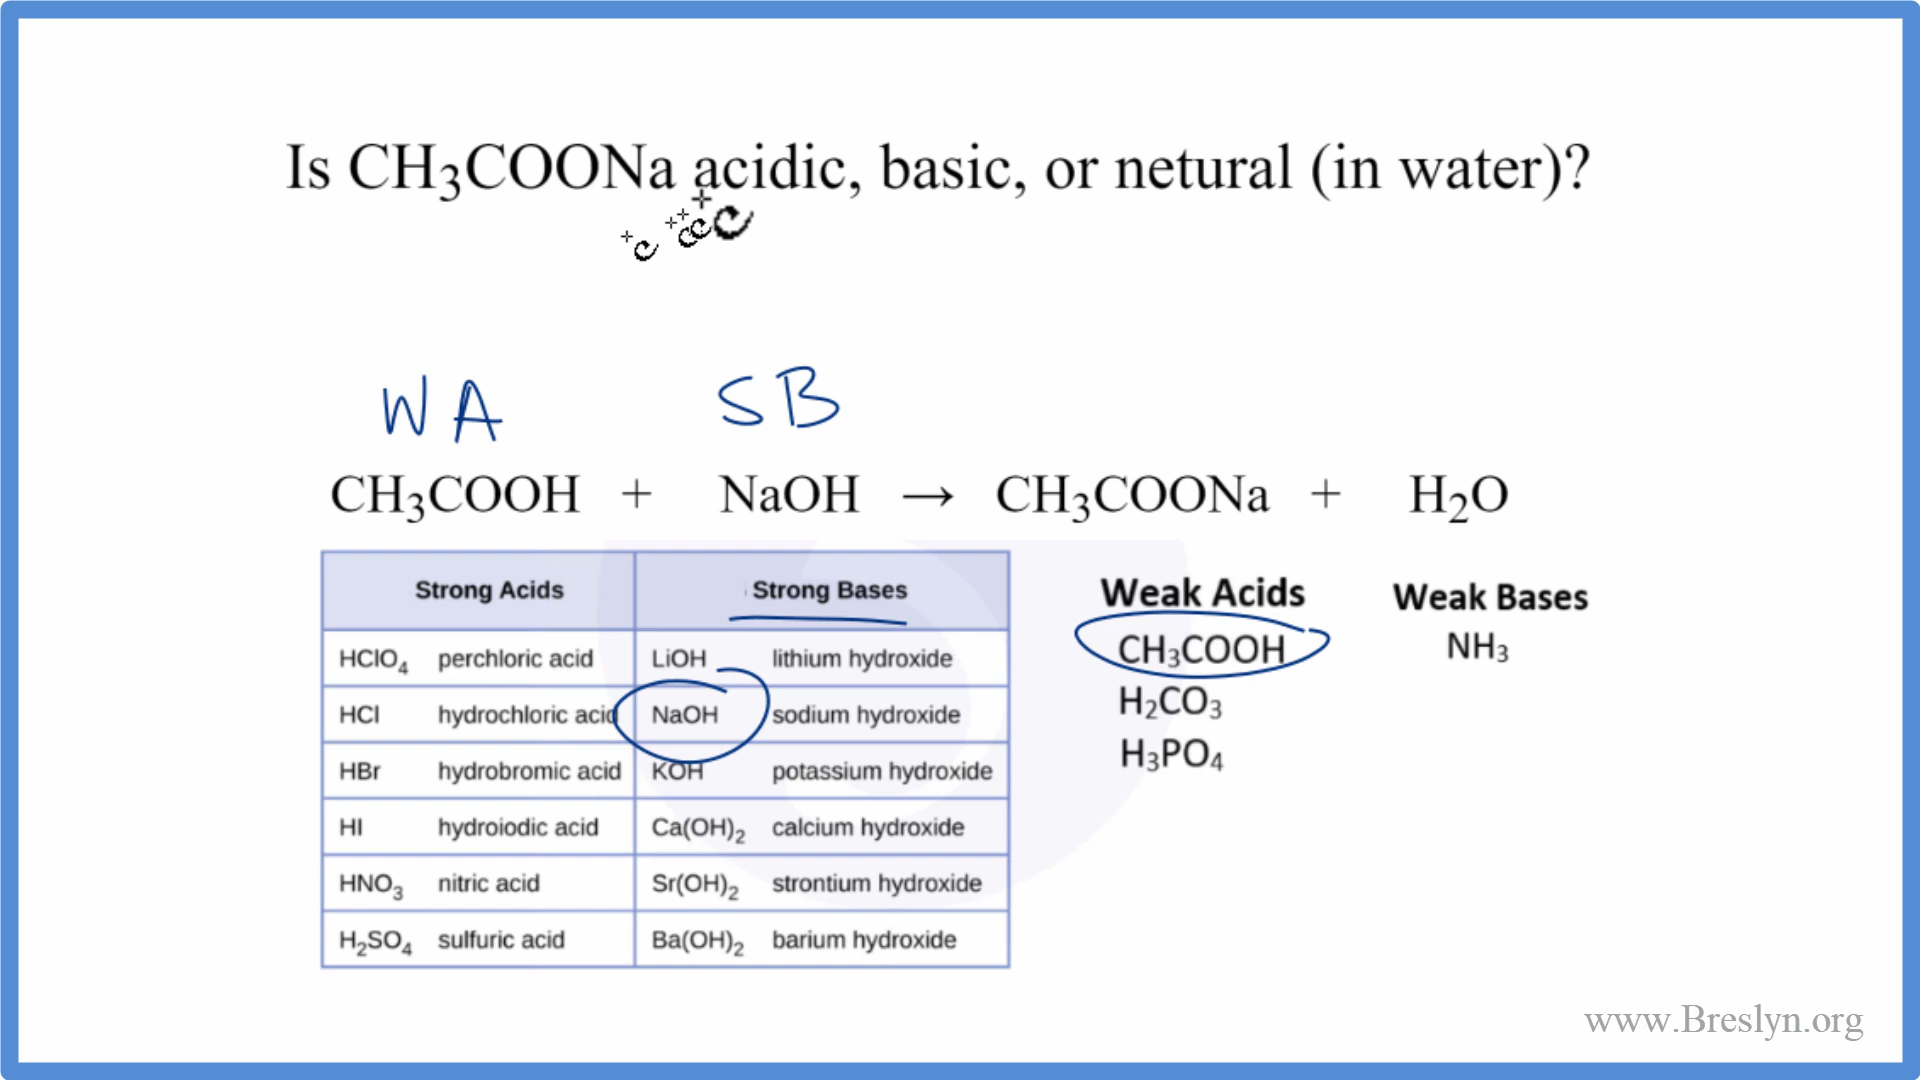 Is CH₃COONa acidic, basic, or netural (in water)?
WA SB
CH₃COOH + NaOH → CH₃COONa + H₂O
Strong Acids Strong Bases
HClO₄ perchloric acid LiOH lithium hydroxide
HCl hydrochloric acid NaOH sodium hydroxide
HBr hydrobromic acid KOH potassium hydroxide
HI hydroiodic acid Ca(OH)₂ calcium hydroxide
HNO₃ nitric acid Sr(OH)₂ strontium hydroxide
H₂SO₄ sulfuric acid Ba(OH)₂ barium hydroxide
Weak Acids Weak Bases
CH₃COOH NH₃
H₂CO₃
H₃PO₄
www.Breslyn.org